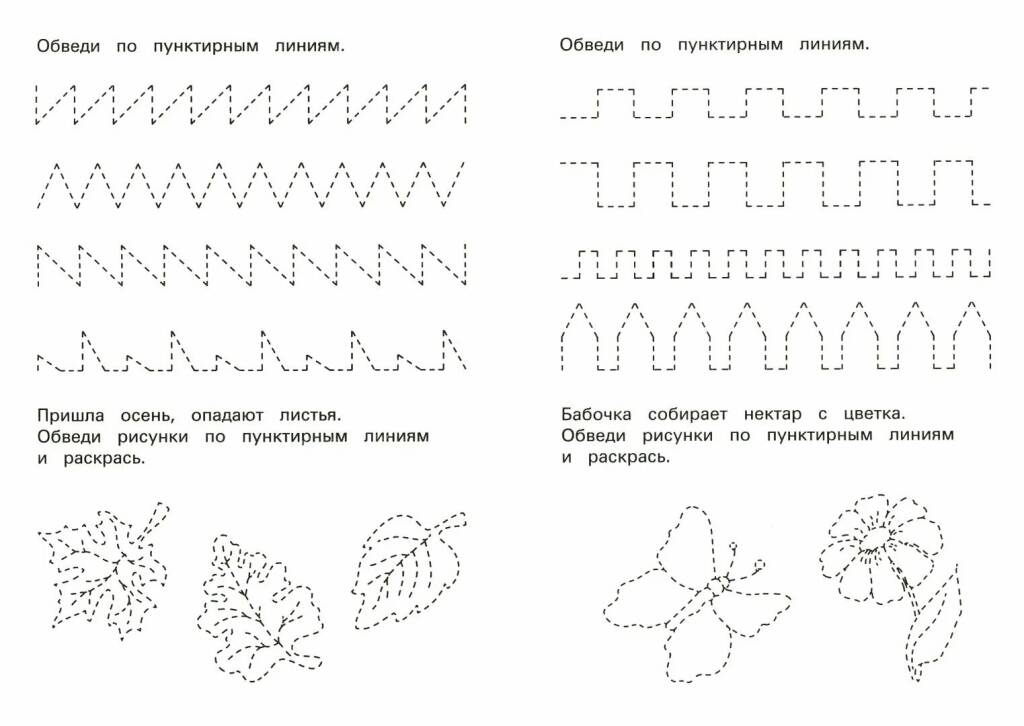 Обведи по пунктирным линиям.
Пришла осень, опадают листья.
Обведи рисунки по пунктирным линиям
и раскрась.
Обведи по пунктирным линиям.
Бабочка собирает нектар с цветка.
Обведи рисунки по пунктирным линиям
и раскрась.